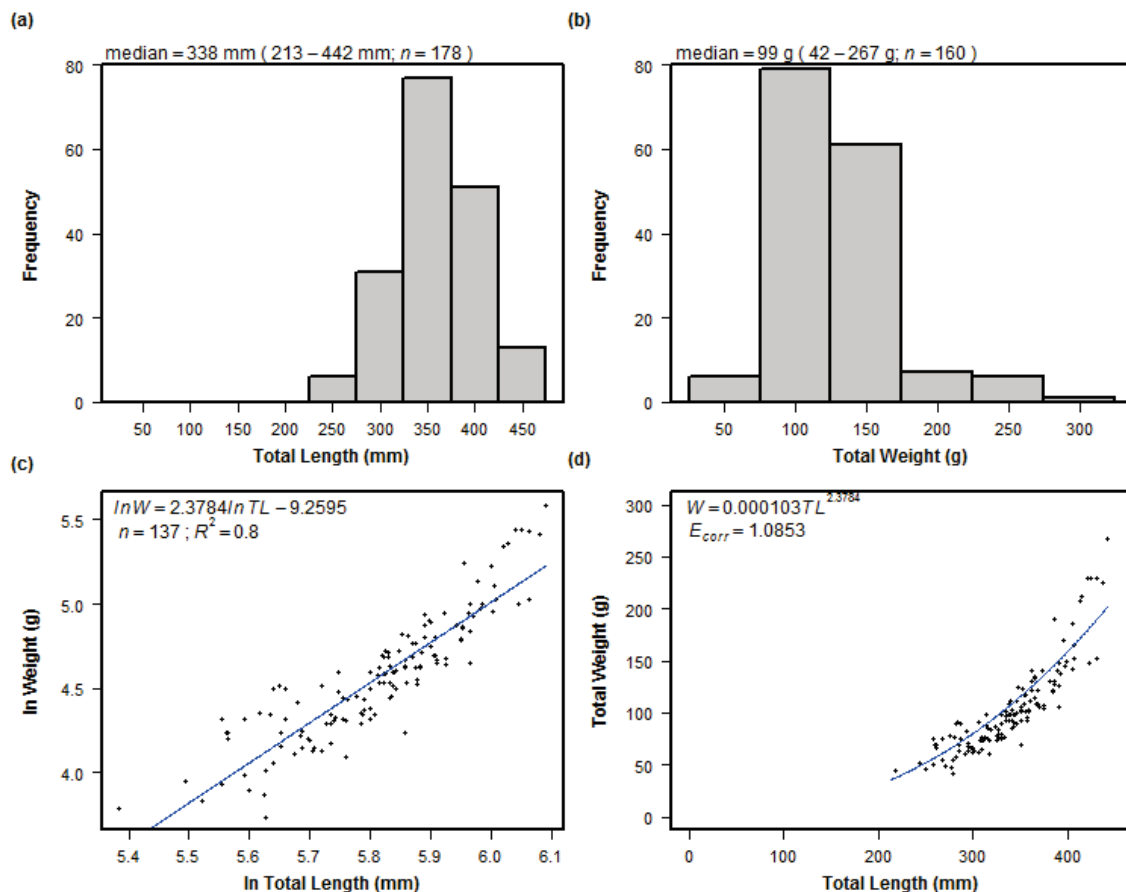 (a)
median = 338 mm ( 213 – 442 mm; n = 178 )
80
60
40
20
0
Frequency
50 100 150 200 250 300 350 400 450
Total Length (mm)
(b)
median = 99 g ( 42 – 267 g; n = 160 )
80
60
40
20
0
Frequency
50 100 150 200 250 300
Total Weight (g)
(c)
lnW = 2.3784lnTL – 9.2595
n = 137 ; R² = 0.8
5.5
5.0
4.5
4.0
ln Weight (g)
5.4 5.5 5.6 5.7 5.8 5.9 6.0 6.1
ln Total Length (mm)
(d)
W = 0.000103TL^2.3784
E_corr = 1.0853
300
250
200
150
100
50
0
Total Weight (g)
0 100 200 300 400
Total Length (mm)